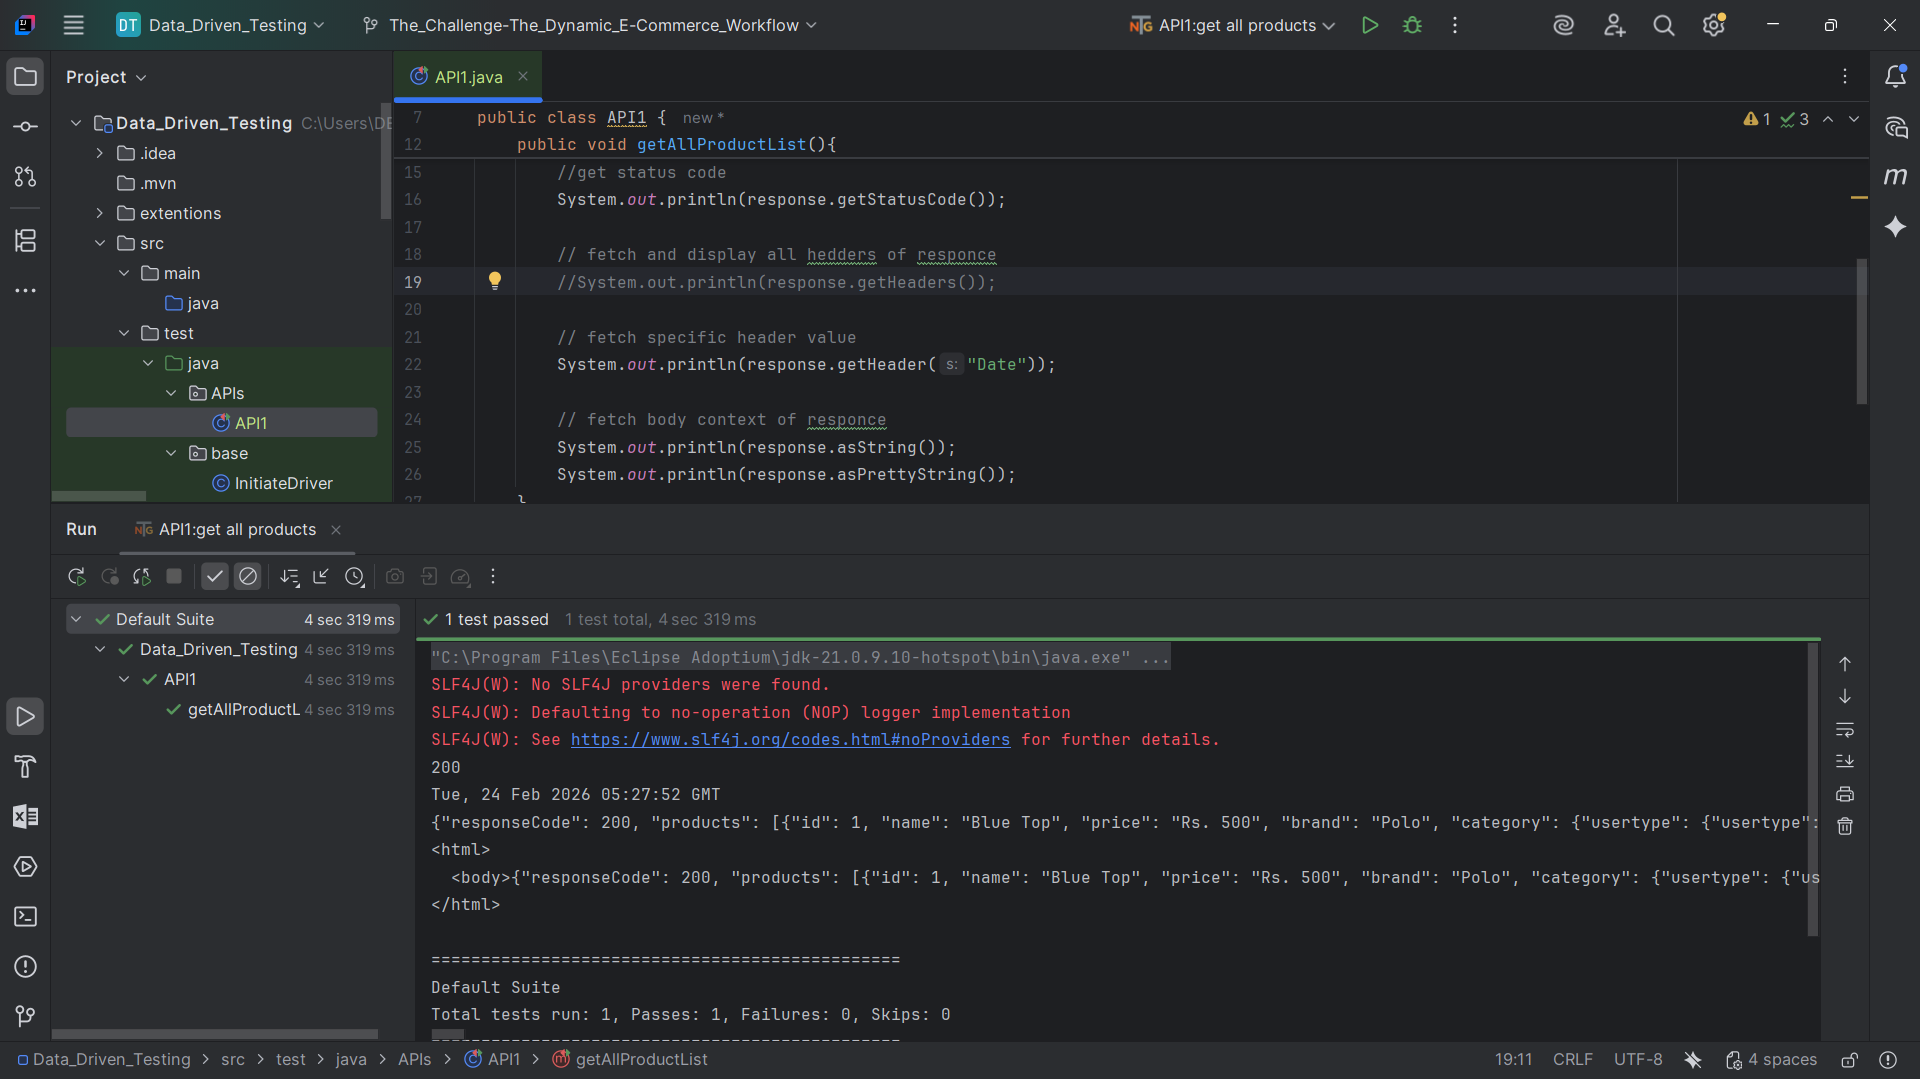 DT Data_Driven_Testing
The_Challenge-The_Dynamic_E-Commerce_Workflow
API1:get all products
Project
API1.java
Data_Driven_Testing C:\Users\DE
.idea
.mvn
extentions
src
main
java
test
java
APIs
API1
base
InitiateDriver
7 public class API1 { new *
12 public void getAllProductList(){
1 3
15 //get status code
16 System.out.println(response.getStatusCode());
17
18 // fetch and display all hedders of responce
19 //System.out.println(response.getHeaders());
20
21 // fetch specific header value
22 System.out.println(response.getHeader( s: "Date"));
23
24 // fetch body context of responce
25 System.out.println(response.asString());
26 System.out.println(response.asPrettyString());
27 }
Run
API1:get all products
Default Suite 4 sec 319 ms
Data_Driven_Testing 4 sec 319 ms
API1 4 sec 319 ms
getAllProductL 4 sec 319 ms
1 test passed 1 test total, 4 sec 319 ms
"C:\Program Files\Eclipse Adoptium\jdk-21.0.9.10-hotspot\bin\java.exe" ...
SLF4J(W): No SLF4J providers were found.
SLF4J(W): Defaulting to no-operation (NOP) logger implementation
SLF4J(W): See https://www.slf4j.org/codes.html#noProviders for further details.
200
Tue, 24 Feb 2026 05:27:52 GMT
{"responseCode": 200, "products": [{"id": 1, "name": "Blue Top", "price": "Rs. 500", "brand": "Polo", "category": {"usertype": {"usertype":
<html>
<body>{"responseCode": 200, "products": [{"id": 1, "name": "Blue Top", "price": "Rs. 500", "brand": "Polo", "category": {"usertype": {"us
</html>
===============================================
Default Suite
Total tests run: 1, Passes: 1, Failures: 0, Skips: 0
===============================================
Data_Driven_Testing > src > test > java > APIs > API1 > getAllProductList
19:11 CRLF UTF-8 4 spaces